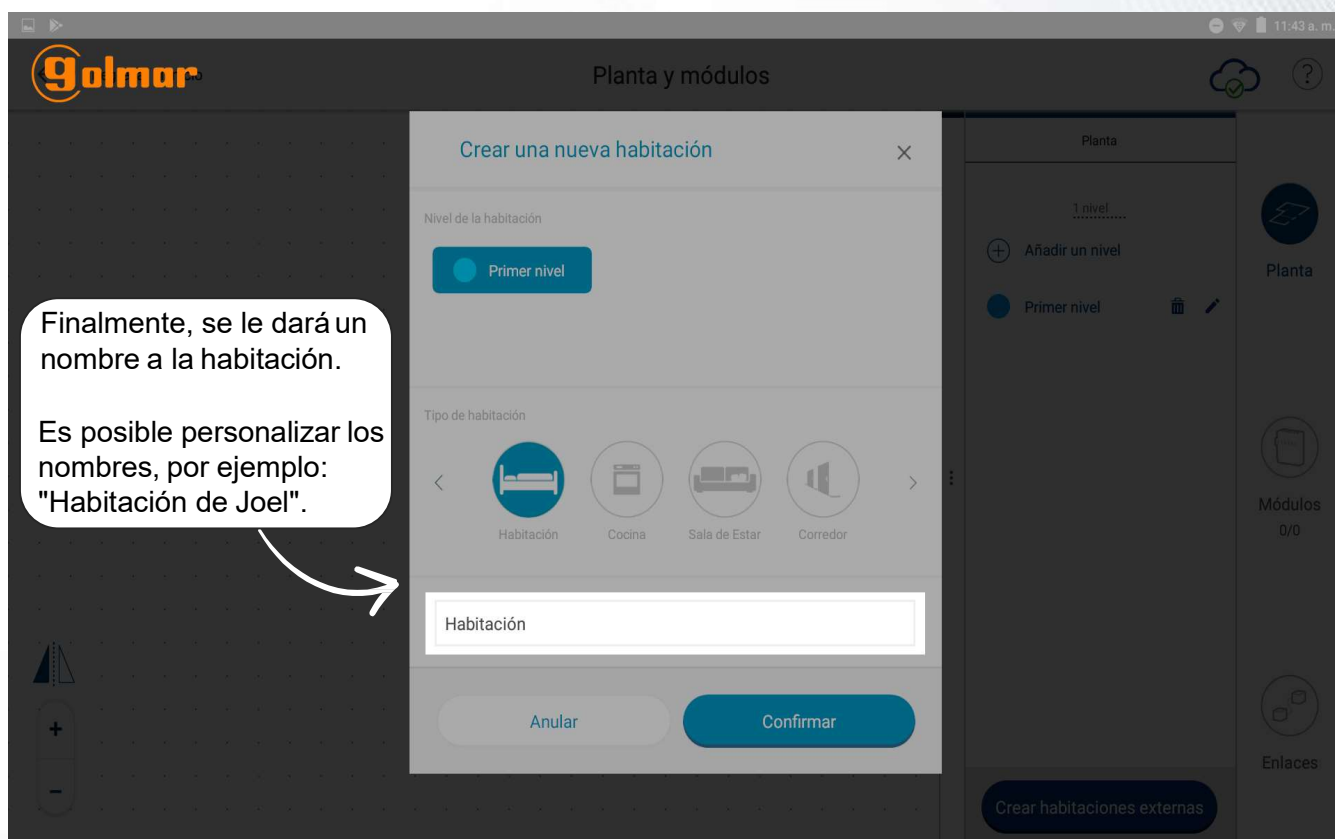 11:43 a. m.
golmar
Planta y módulos
?
Crear una nueva habitación
Nivel de la habitación
Primer nivel
Tipo de habitación
Habitación
Cocina
Sala de Estar
Corredor
Habitación
Anular
Confirmar
Finalmente, se le dará un
nombre a la habitación.
Es posible personalizar los
nombres, por ejemplo:
"Habitación de Joel".
+
−
Planta
1 nivel
Añadir un nivel
Primer nivel
Crear habitaciones externas
Planta
Módulos
0/0
Enlaces